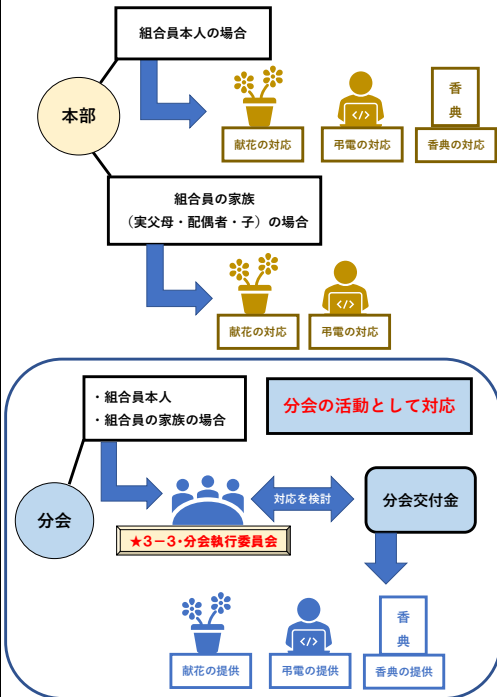 組合員本人の場合
本部
香
典
</>
献花の対応
弔電の対応
香典の対応
組合員の家族
（実父母・配偶者・子）の場合
</>
献花の対応
弔電の対応
・組合員本人
・組合員の家族の場合
分会の活動として対応
分会
対応を検討
分会交付金
★3－3・分会執行委員会
香
典
</>
献花の提供
弔電の提供
香典の提供